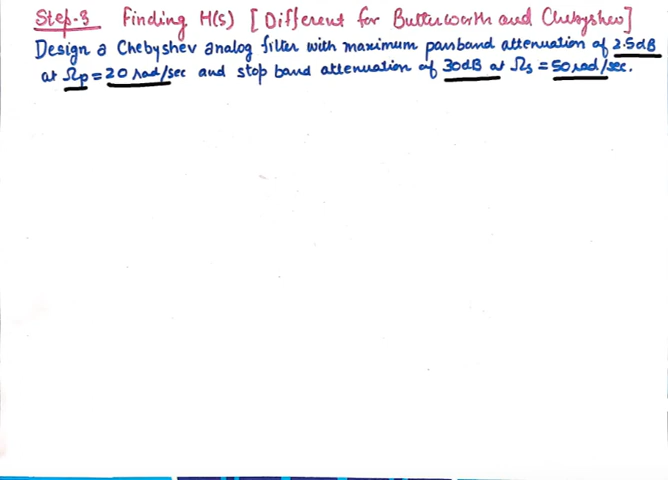 Step-3 Finding H(s) [Different for Butterworth and Chebyshev]
Design a Chebyshev analog filter with maximum passband attenuation of 2.5dB
at Ωp = 20 rad/sec and stop band attenuation of 30dB at Ωs = 50 rad/sec.